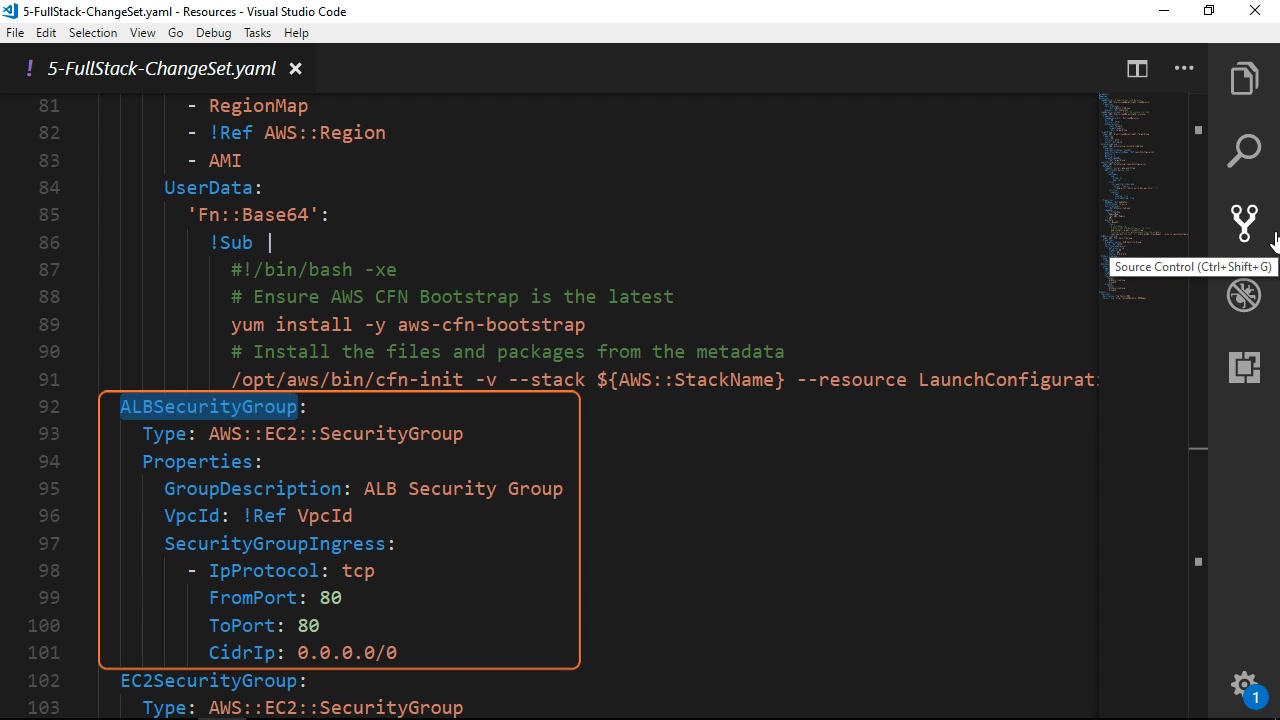 5-FullStack-ChangeSet.yaml - Resources - Visual Studio Code
File Edit Selection View Go Debug Tasks Help
! 5-FullStack-ChangeSet.yaml ×
81 - RegionMap
82 - !Ref AWS::Region
83 - AMI
84 UserData:
85 'Fn::Base64':
86 !Sub |
87 #!/bin/bash -xe
88 # Ensure AWS CFN Bootstrap is the latest
89 yum install -y aws-cfn-bootstrap
90 # Install the files and packages from the metadata
91 /opt/aws/bin/cfn-init -v --stack ${AWS::StackName} --resource LaunchConfigurat
92 ALBSecurityGroup:
93 Type: AWS::EC2::SecurityGroup
94 Properties:
95 GroupDescription: ALB Security Group
96 VpcId: !Ref VpcId
97 SecurityGroupIngress:
98 - IpProtocol: tcp
99 FromPort: 80
100 ToPort: 80
101 CidrIp: 0.0.0.0/0
102 EC2SecurityGroup:
103 Type: AWS::EC2::SecurityGroup
Source Control (Ctrl+Shift+G)
1